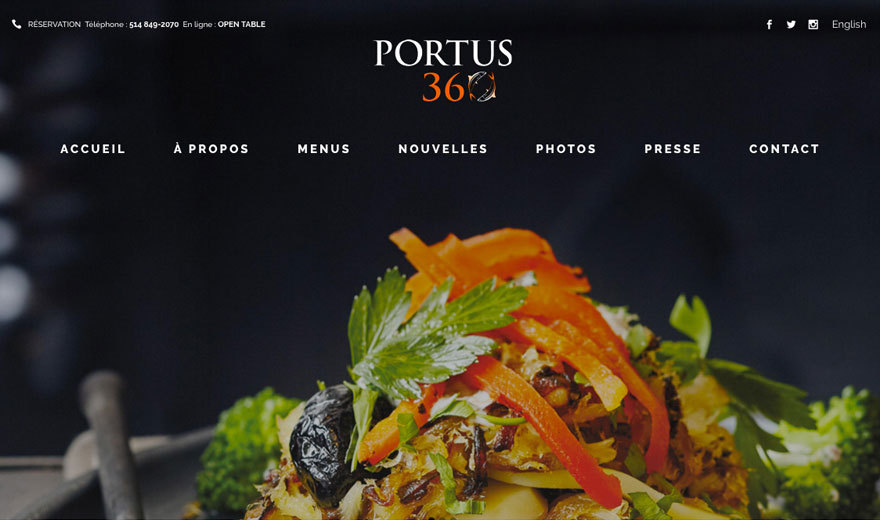 RÉSERVATION Téléphone : 514 849-2070 En ligne : OPEN TABLE
English
PORTUS
360
ACCUEIL À PROPOS MENUS NOUVELLES PHOTOS PRESSE CONTACT